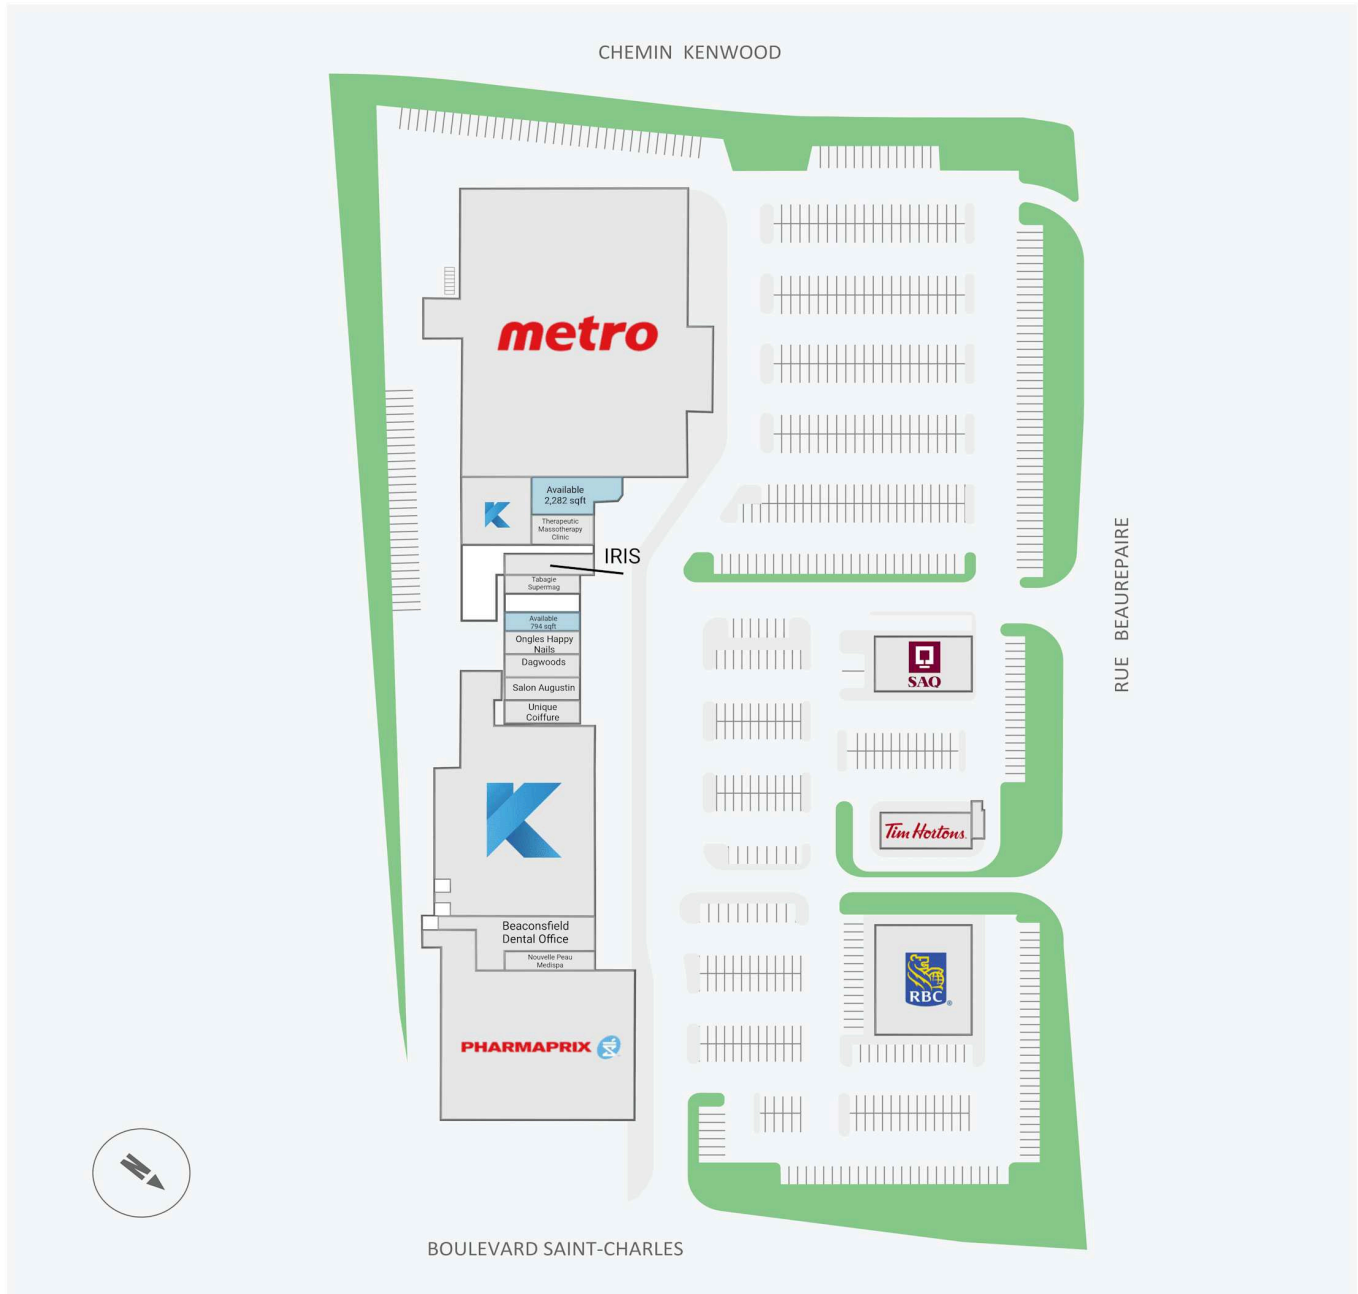 CHEMIN KENWOOD
metro
Available
2,282 sqft
K
Therapeutic
Massotherapy
Clinic
IRIS
Tabagie
Supermag
Available
794 sqft
Ongles Happy
Nails
Dagwoods
Salon Augustin
Unique
Coiffure
K
Beaconsfield
Dental Office
Nouvelle Peau
Medispa
PHARMAPRIX
SAQ
Tim Hortons.
RBC
®
RUE BEAUREPAIRE
N
BOULEVARD SAINT-CHARLES